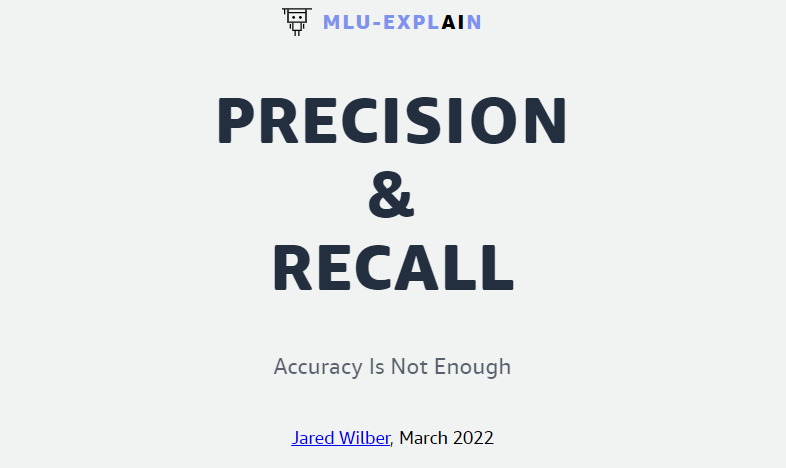 MLU-EXPLAIN
PRECISION
&
RECALL
Accuracy Is Not Enough
Jared Wilber, March 2022